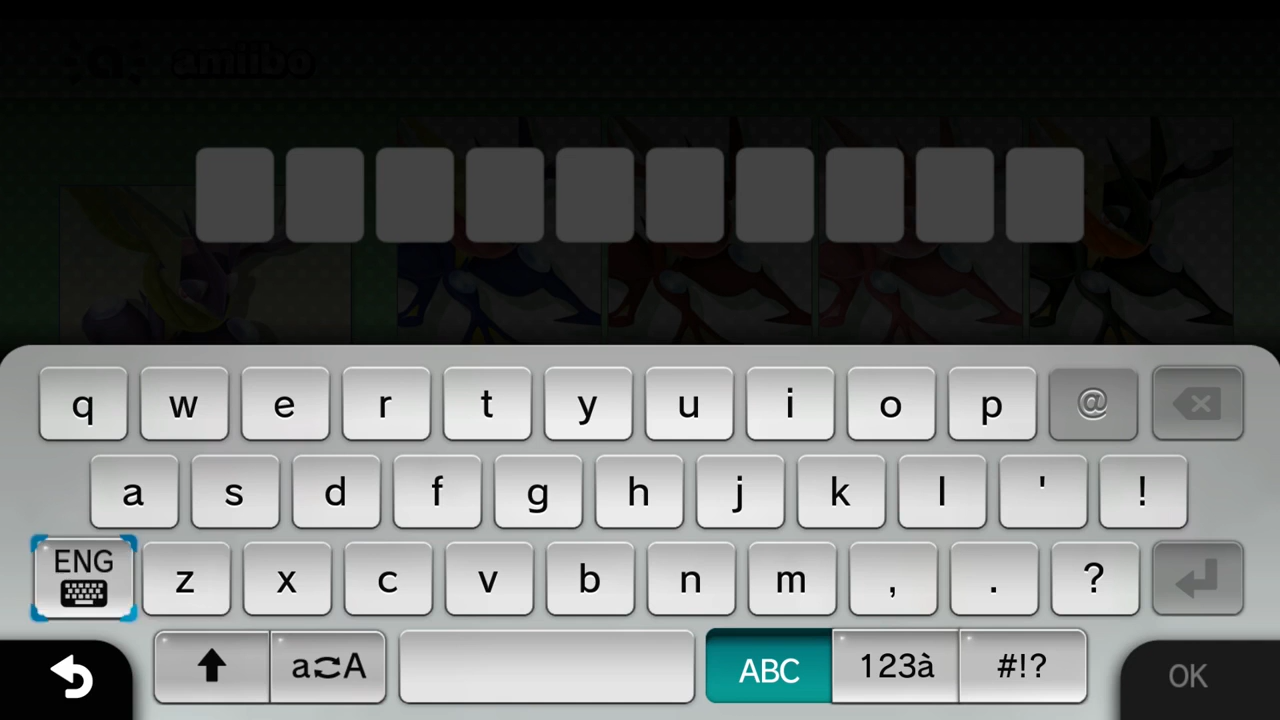 amiibo
q w e r t y u i o p @
a s d f g h j k l ' !
ENG z x c v b n m , . ?
a A ABC 123à #!? OK